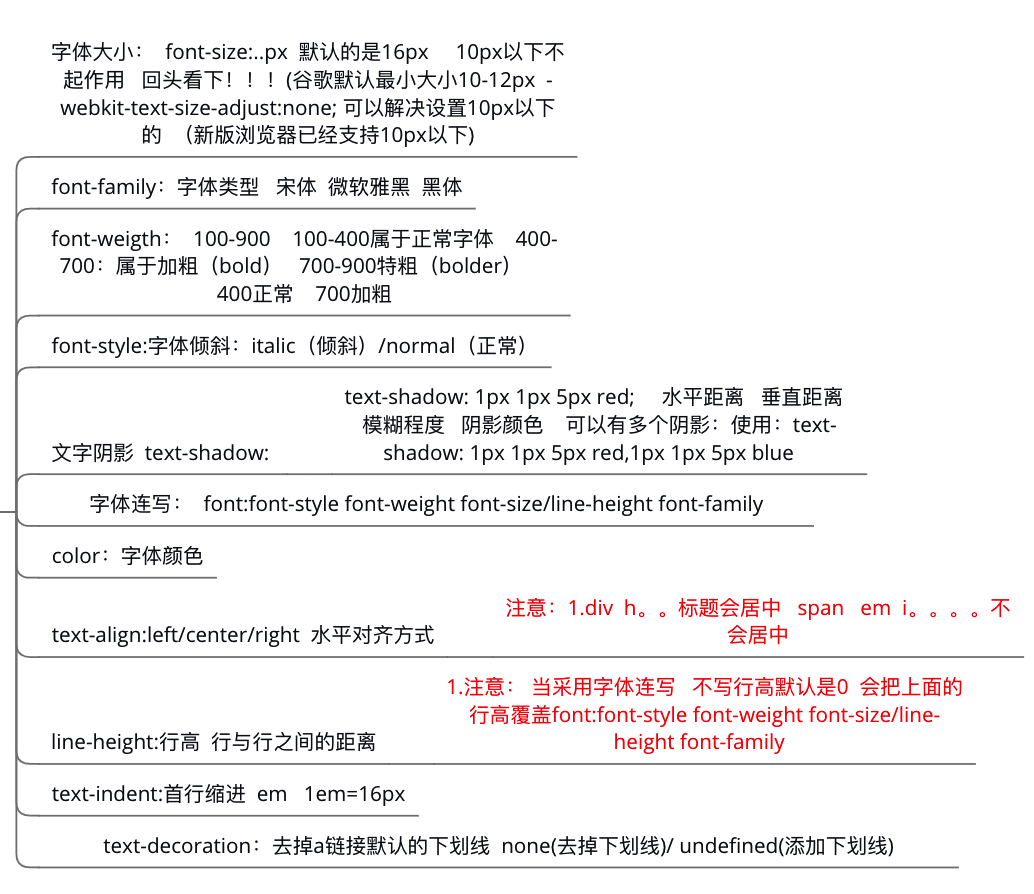 字体大小： font-size:..px 默认的是16px 10px以下不
起作用 回头看下！！！(谷歌默认最小大小10-12px -
webkit-text-size-adjust:none; 可以解决设置10px以下
的 （新版浏览器已经支持10px以下)
font-family：字体类型 宋体 微软雅黑 黑体
font-weigth： 100-900 100-400属于正常字体 400-
700：属于加粗（bold） 700-900特粗（bolder）
400正常 700加粗
font-style:字体倾斜：italic（倾斜）/normal（正常）
text-shadow: 1px 1px 5px red; 水平距离 垂直距离
模糊程度 阴影颜色 可以有多个阴影：使用：text-
文字阴影 text-shadow: shadow: 1px 1px 5px red,1px 1px 5px blue
字体连写： font:font-style font-weight font-size/line-height font-family
color：字体颜色
注意：1.div h。。标题会居中 span em i。。。。不
text-align:left/center/right 水平对齐方式 会居中
1.注意： 当采用字体连写 不写行高默认是0 会把上面的
行高覆盖font:font-style font-weight font-size/line-
line-height:行高 行与行之间的距离 height font-family
text-indent:首行缩进 em 1em=16px
text-decoration：去掉a链接默认的下划线 none(去掉下划线)/ undefined(添加下划线)